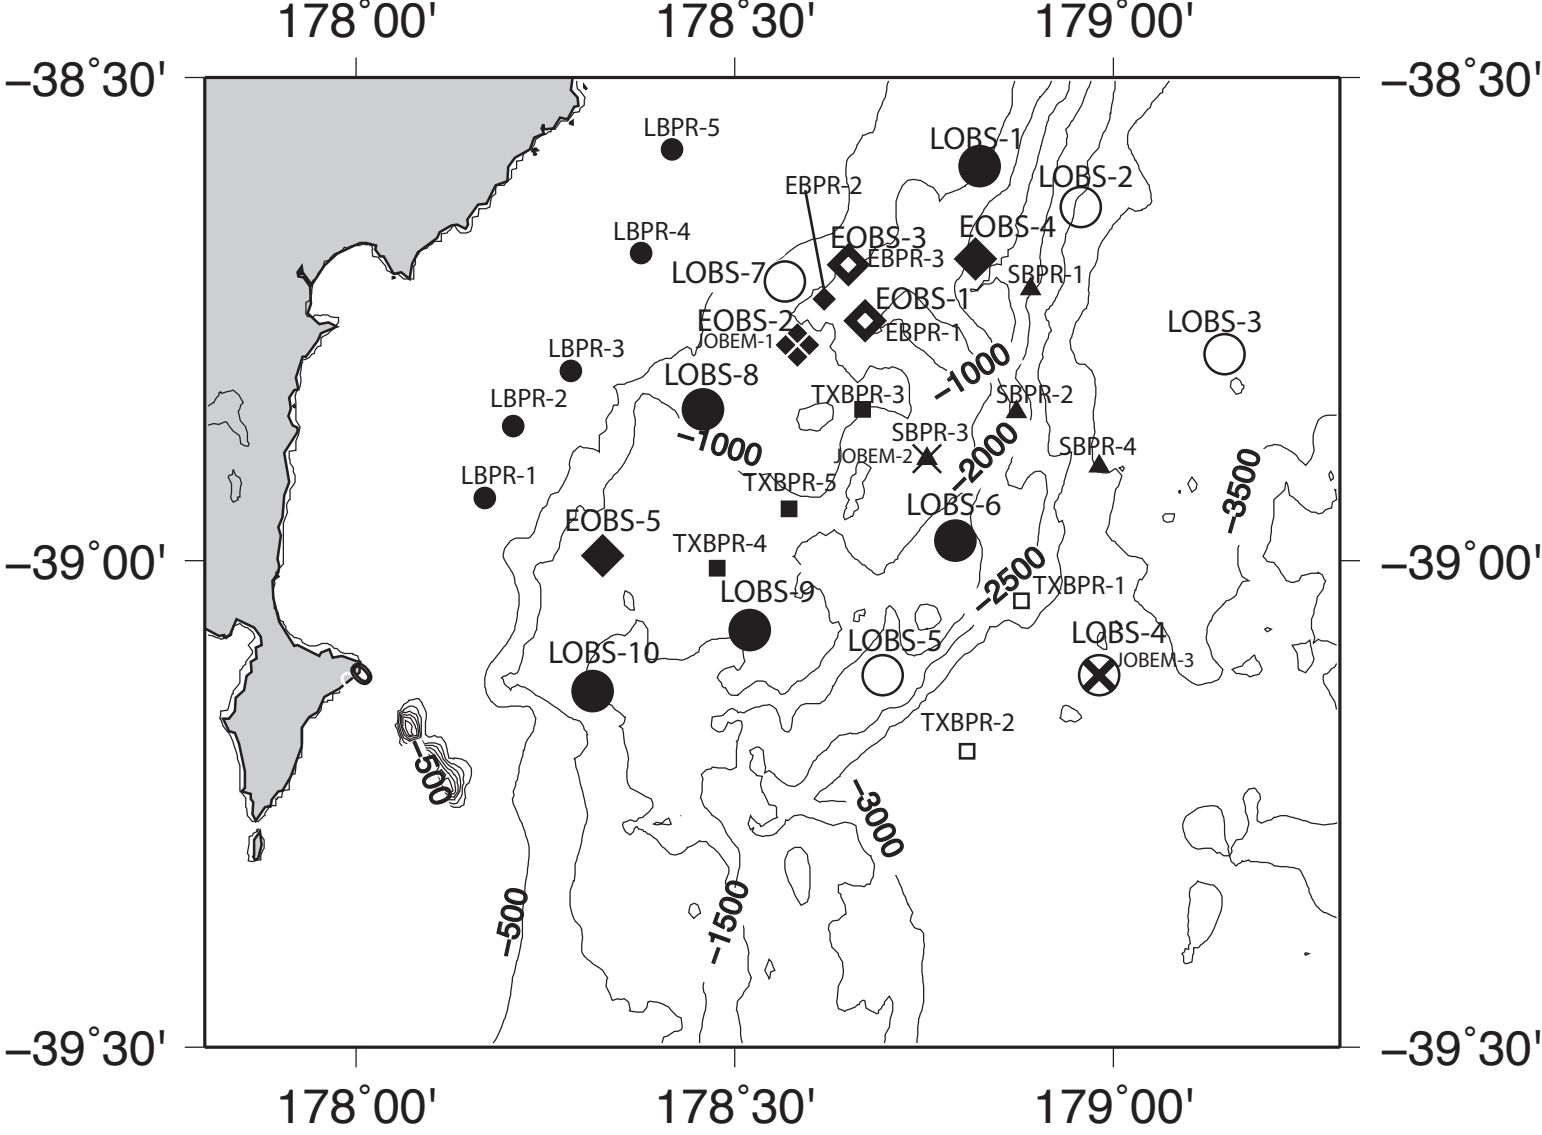 178˚00'
178˚30'
179˚00'
−38˚30'
−38˚30'
LBPR-5
LOBS-1
LOBS-2
EBPR-2
LBPR-4
EOBS-3
EOBS-4
EBPR-3
LOBS-7
SBPR-1
EOBS-1
EOBS-2
LOBS-3
EBPR-1
JOBEM-1
LBPR-3
−1000
LOBS-8
LBPR-2
TXBPR-3
SBPR-2
SBPR-3
−1000
−2000
JOBEM-2
SBPR-4
LBPR-1
TXBPR-5
−3500
LOBS-6
EOBS-5
TXBPR-4
−39˚00'
−39˚00'
−2500
TXBPR-1
LOBS-9
LOBS-5
LOBS-4
LOBS-10
JOBEM-3
0
TXBPR-2
−500
−3000
−500
−1500
−39˚30'
−39˚30'
178˚00'
178˚30'
179˚00'